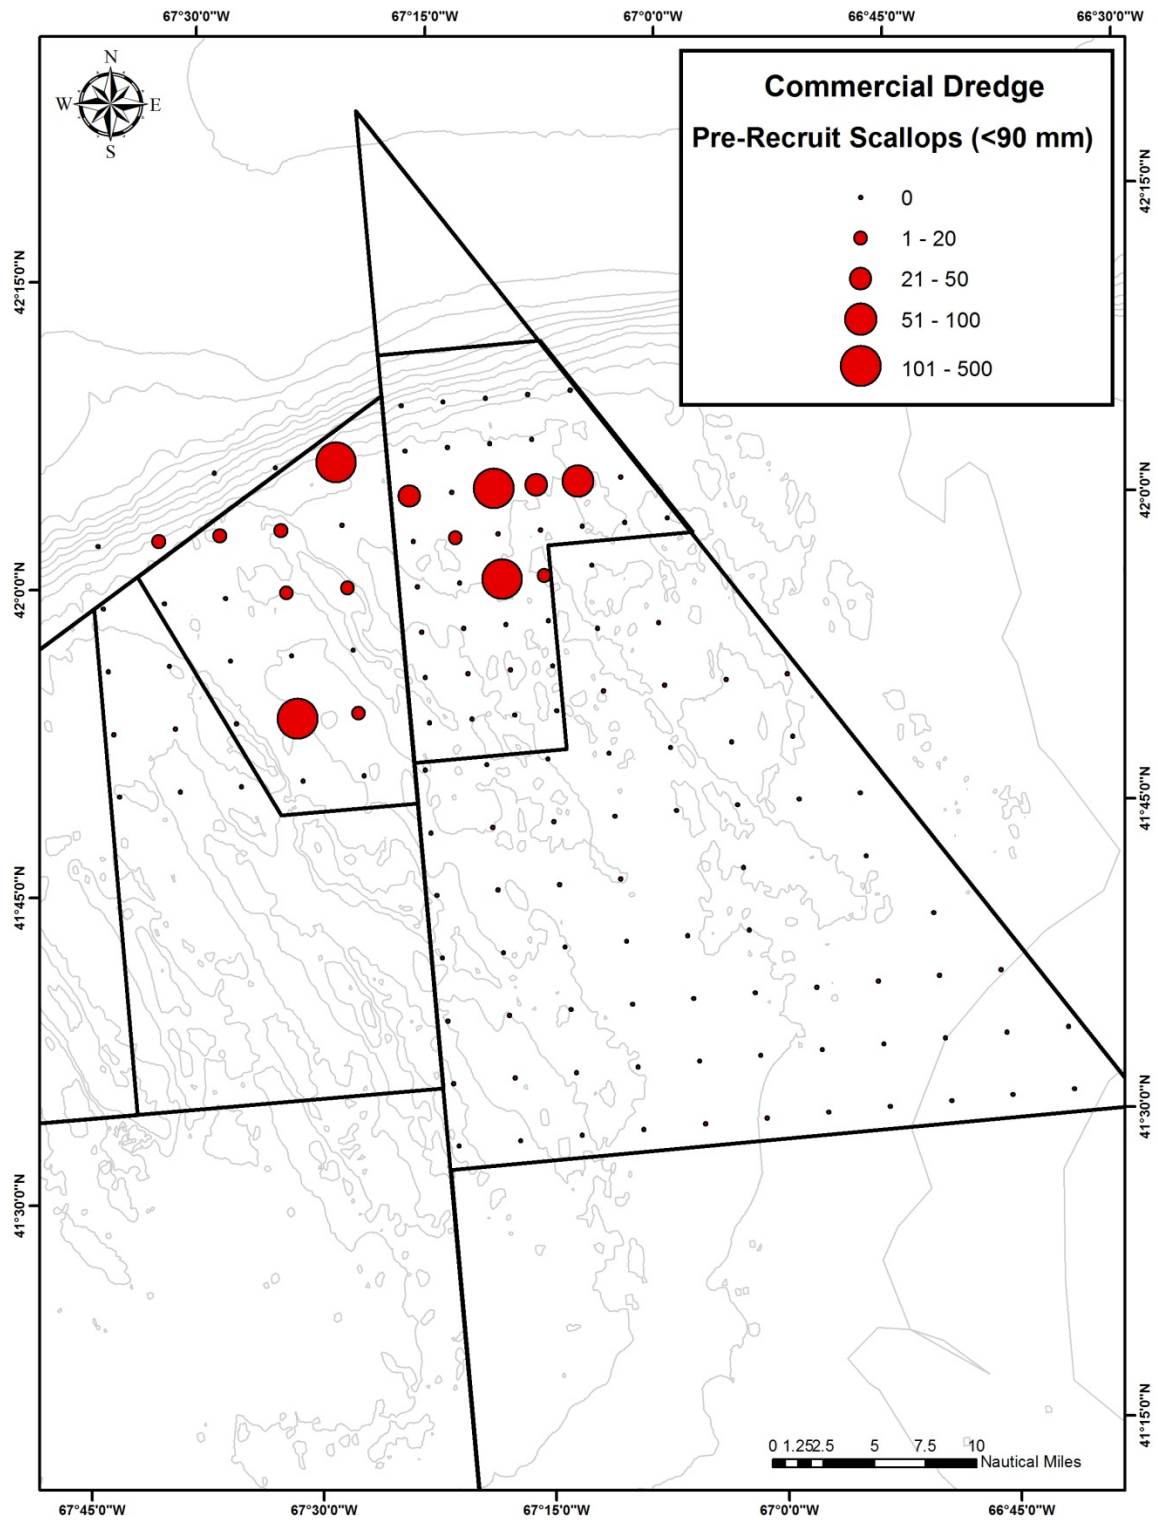 67°30'0"W 67°15'0"W 67°0'0"W 66°45'0"W 66°30'0"W
N
W E
S
Commercial Dredge
Pre-Recruit Scallops (<90 mm)
0
1 - 20
21 - 50
51 - 100
101 - 500
42°15'0"N
42°0'0"N
41°45'0"N
41°30'0"N
42°15'0"N
42°0'0"N
41°45'0"N
41°30'0"N
41°15'0"N
0 1.25 2.5 5 7.5 10
Nautical Miles
67°45'0"W 67°30'0"W 67°15'0"W 67°0'0"W 66°45'0"W